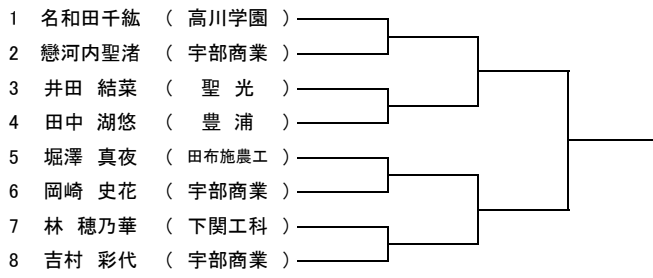 1 名和田千紘 ( 高川学園 )
2 戀河内聖渚 ( 宇部商業 )
3 井田 結菜 ( 聖 光 )
4 田中 湖悠 ( 豊 浦 )
5 堀澤 真夜 ( 田布施農工 )
6 岡崎 史花 ( 宇部商業 )
7 林 穂乃華 ( 下関工科 )
8 吉村 彩代 ( 宇部商業 )